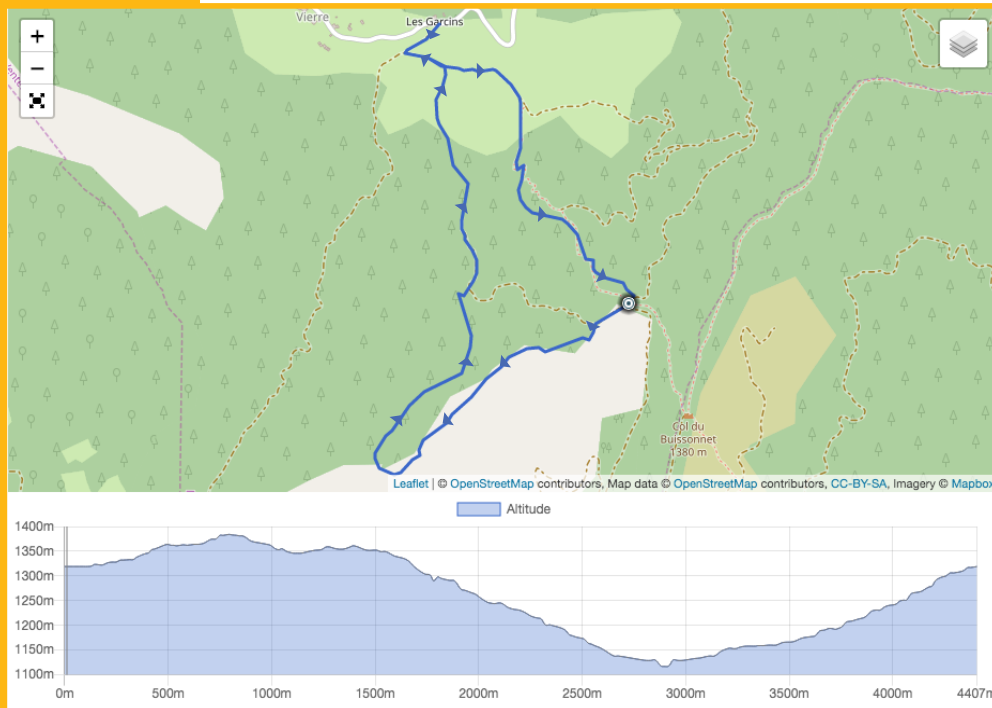 Vierre
Les Garcins
+
−
Col du
Buissonnet
1380 m
Leaflet | © OpenStreetMap contributors, Map data © OpenStreetMap contributors, CC-BY-SA, Imagery © Mapbox
Altitude
1400m
1350m
1300m
1250m
1200m
1150m
1100m
0m 500m 1000m 1500m 2000m 2500m 3000m 3500m 4000m 4407m